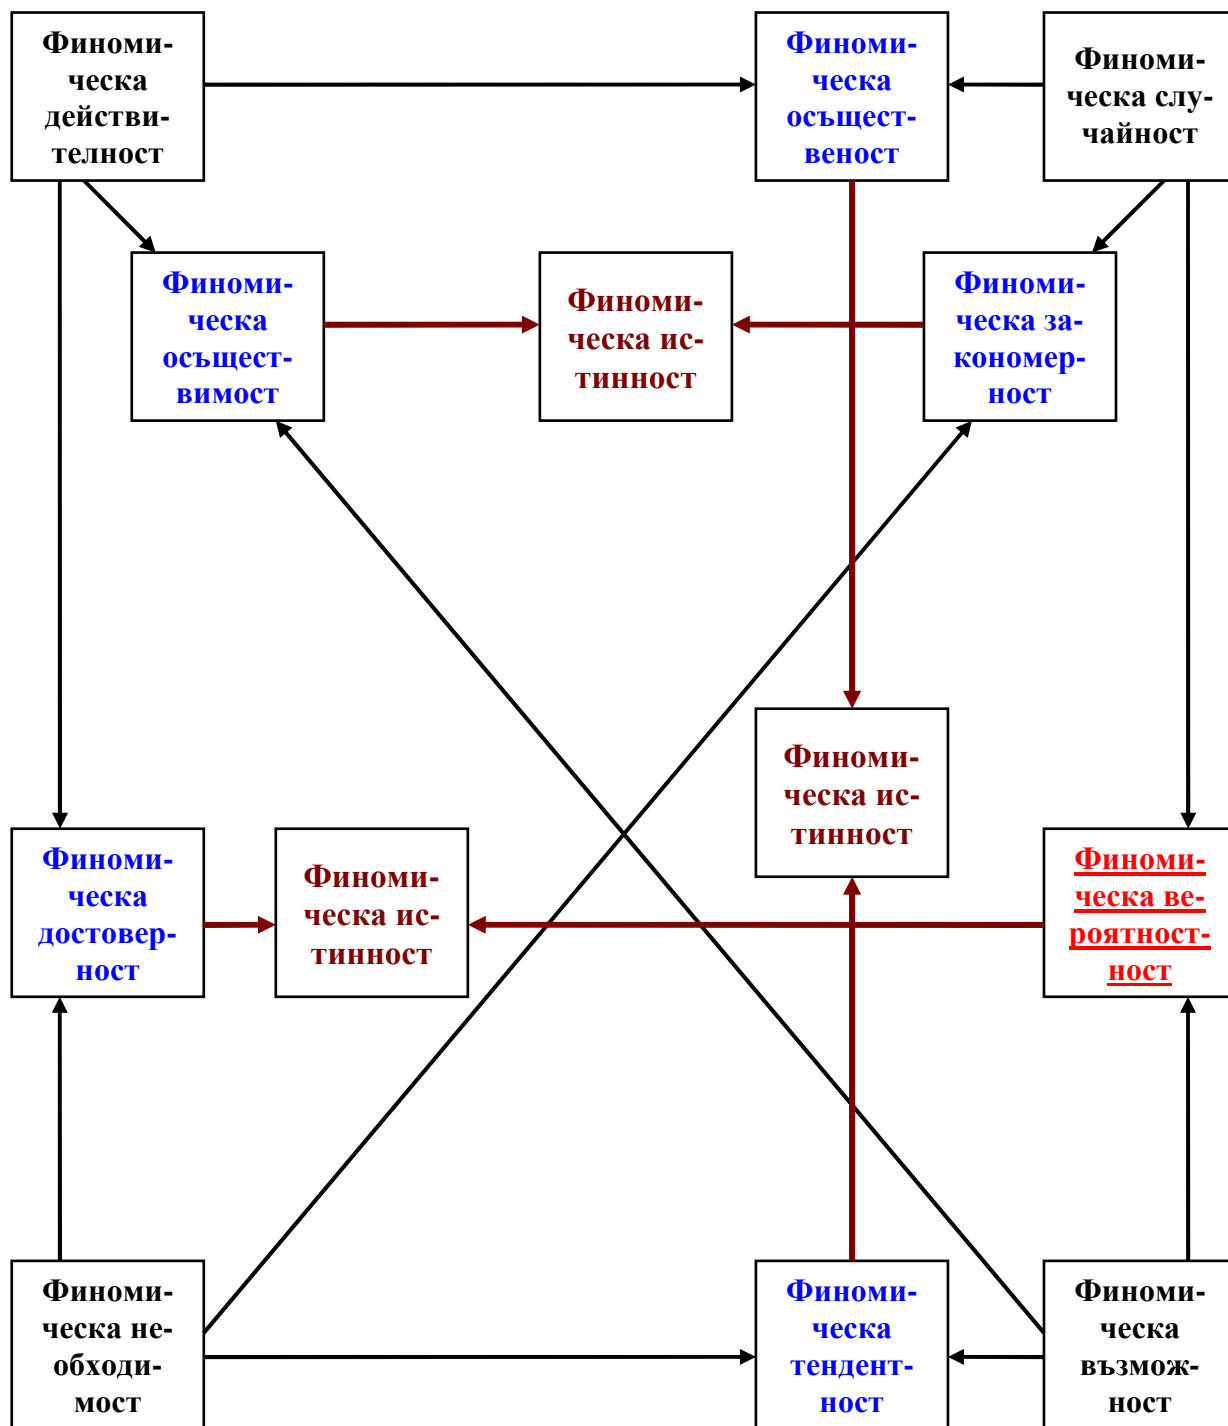 Финоми-
ческа
действи-
телност
Финоми-
ческа
осъщест-
веност
Финоми-
ческа слу-
чайност
Финоми-
ческа
осъщест-
вимост
Финоми-
ческа ис-
тинност
Финоми-
ческа за-
кономер-
ност
Финоми-
ческа ис-
тинност
Финоми-
ческа
достовер-
ност
Финоми-
ческа ис-
тинност
Финоми-
ческа ве-
роятност-
ност
Финоми-
ческа не-
обходи-
мост
Финоми-
ческа
тендент-
ност
Финоми-
ческа
възмож-
ност